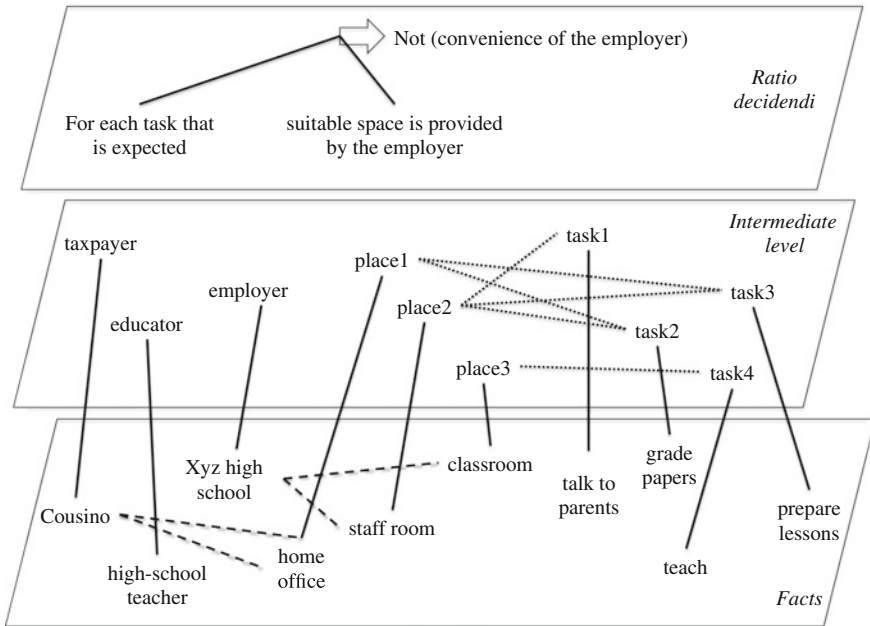 Not (convenience of the employer)
Ratio
decidendi
For each task that
is expected
suitable space is provided
by the employer
Intermediate
level
taxpayer
task1
place1
employer
task3
place2
educator
task2
place3
task4
Xyz high
school
classroom
grade
papers
talk to
parents
prepare
lessons
Cousino
staff room
home
office
high-school
teacher
teach
Facts